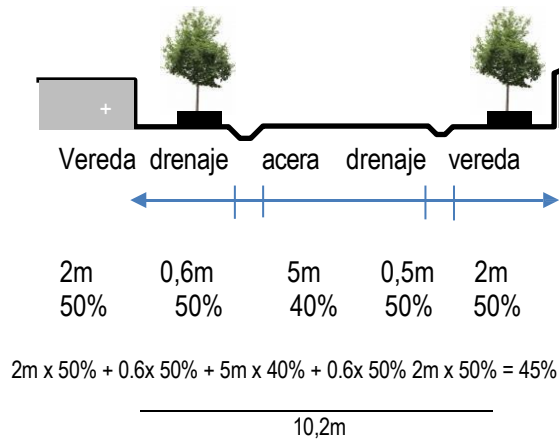 Vereda drenaje acera drenaje vereda
2m 0,6m 5m 0,5m 2m
50% 50% 40% 50% 50%
2m x 50% + 0.6x 50% + 5m x 40% + 0.6x 50% 2m x 50% = 45%
10,2m